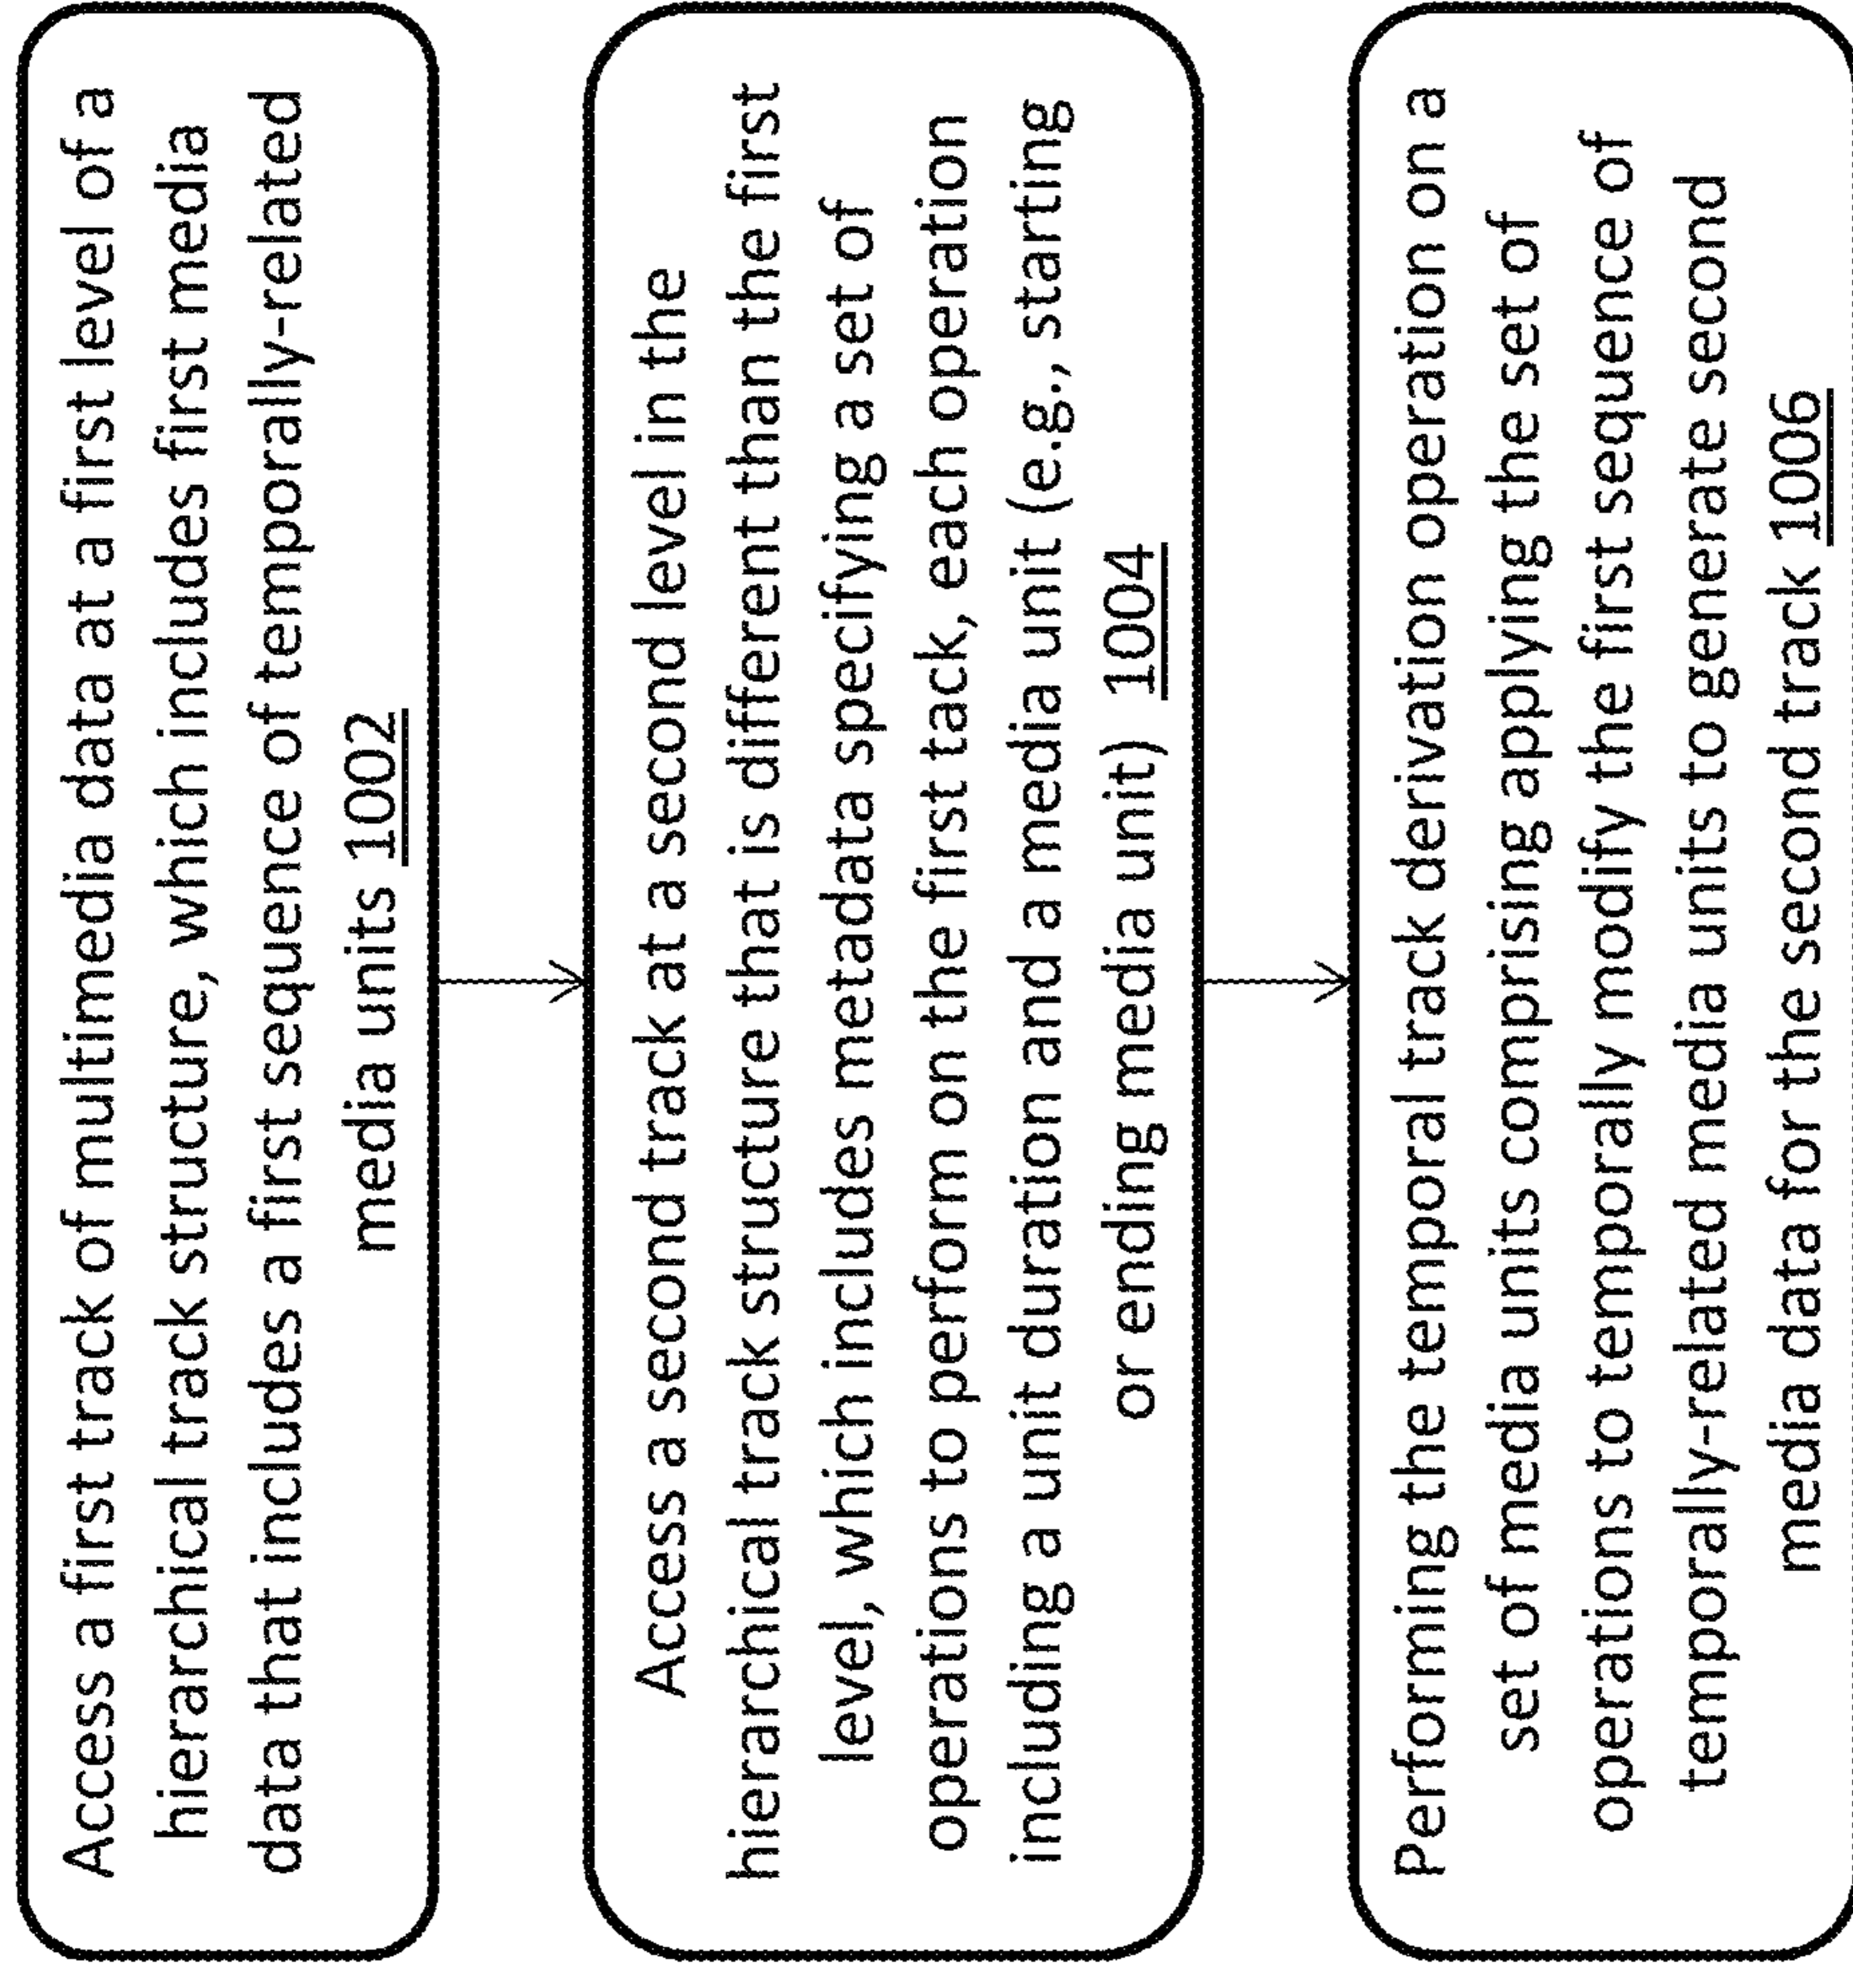 Access a first track of multimedia data at a first level of a
hierarchical track structure, which includes first media
data that includes a first sequence of temporally-related
media units 1002
Access a second track at a second level in the
hierarchical track structure that is different than the first
level, which includes metadata specifying a set of
operations to perform on the first tack, each operation
including a unit duration and a media unit (e.g., starting
or ending media unit) 1004
Performing the temporal track derivation operation on a
set of media units comprising applying the set of
operations to temporally modify the first sequence of
temporally-related media units to generate second
media data for the second track 1006